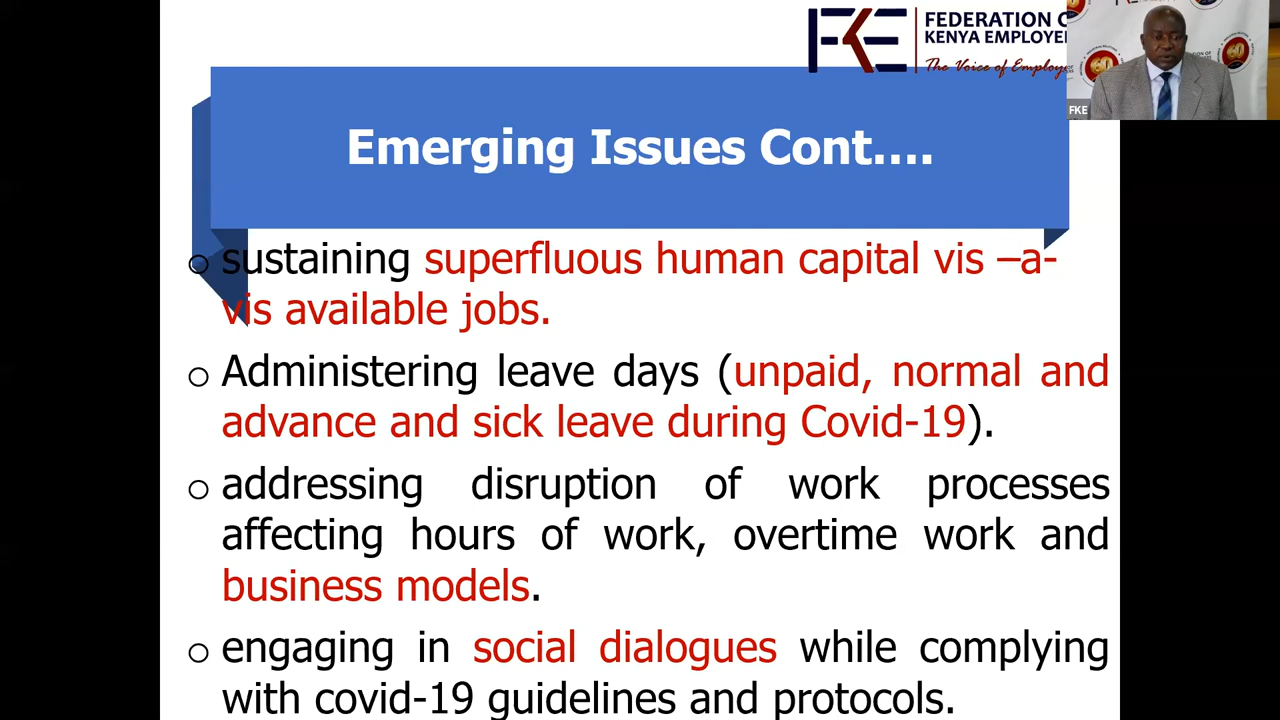 FKE
FEDERATION O
KENYA EMPLOYE
The Voice of Employe
FKE
60
60
Emerging Issues Cont….
o sustaining superfluous human capital vis –a-
vis available jobs.
o Administering leave days (unpaid, normal and
advance and sick leave during Covid-19).
o addressing disruption of work processes
affecting hours of work, overtime work and
business models.
o engaging in social dialogues while complying
with covid-19 guidelines and protocols.